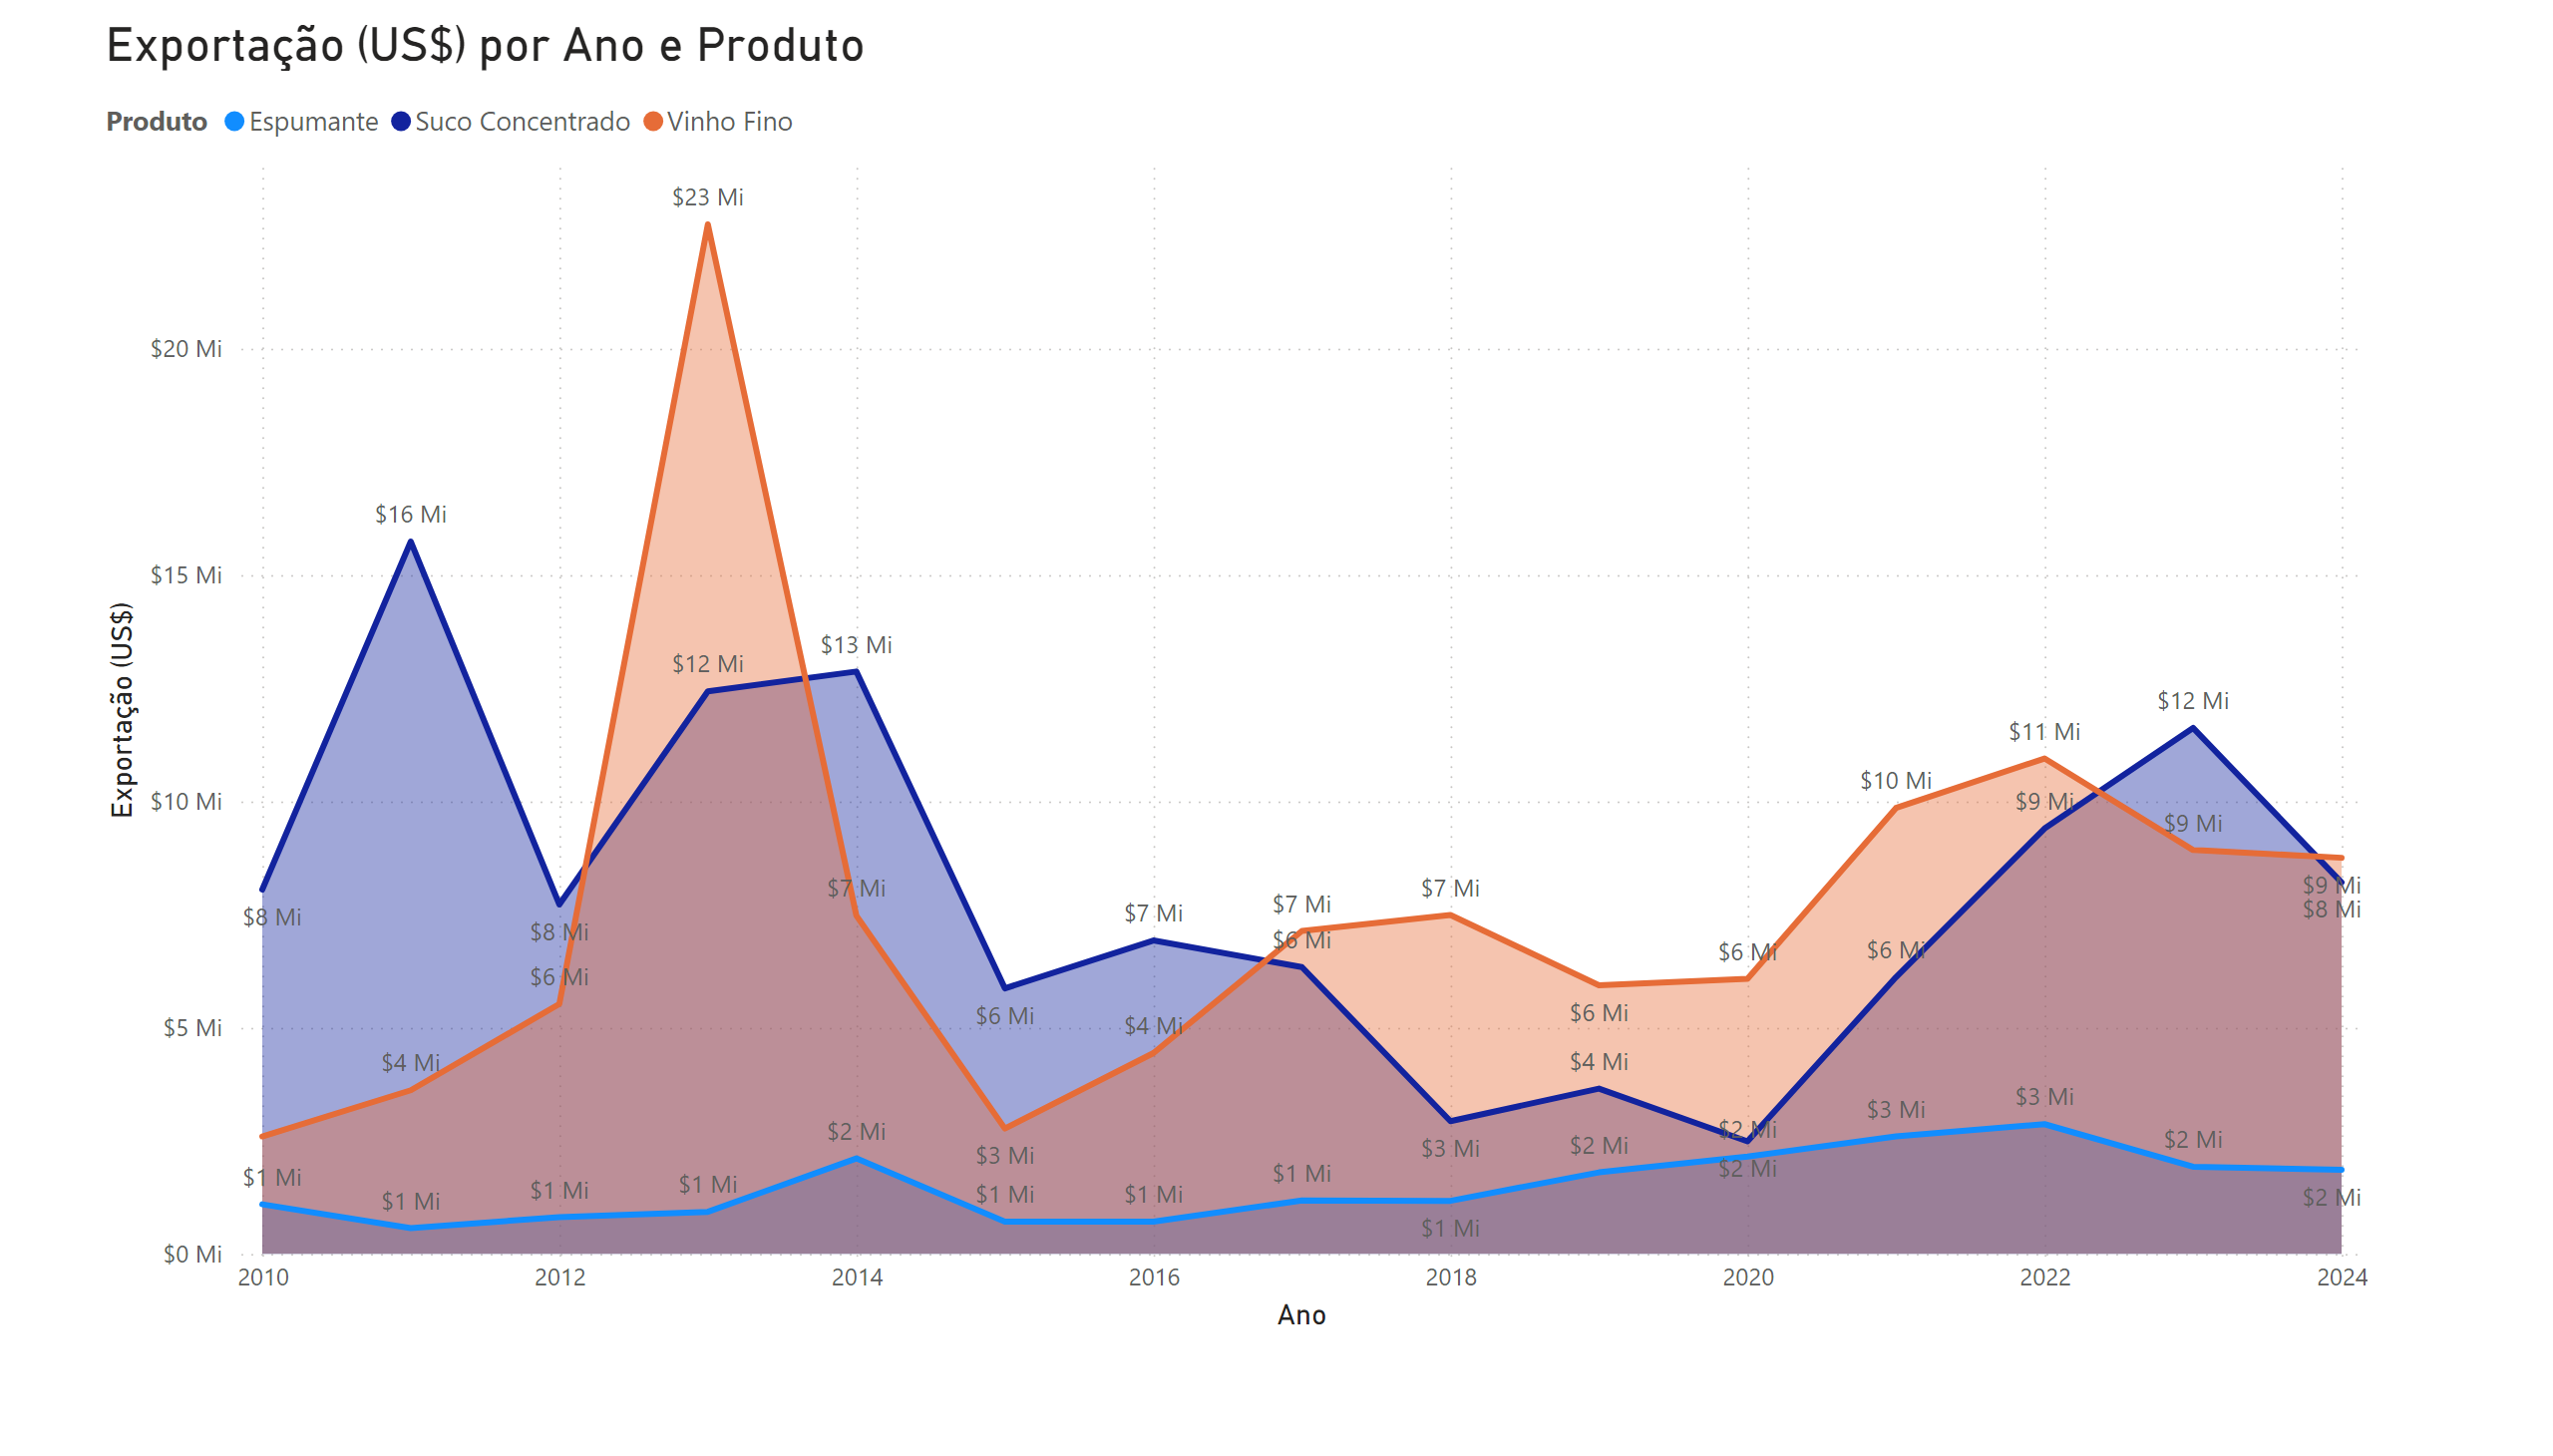 Exportação (US$) por Ano e Produto
Produto Espumante Suco Concentrado Vinho Fino
$23 Mi
$20 Mi
$16 Mi
$15 Mi
$13 Mi
$12 Mi
$12 Mi
$11 Mi
$10 Mi
$10 Mi
$9 Mi
$9 Mi
$7 Mi
$7 Mi
$9 Mi
$8 Mi
$7 Mi
$7 Mi
$8 Mi
$8 Mi
$6 Mi
$6 Mi
$6 Mi
$6 Mi
$6 Mi
$6 Mi
$5 Mi
$4 Mi
$4 Mi
$4 Mi
$3 Mi
$3 Mi
$2 Mi
$2 Mi
$2 Mi
$2 Mi
$3 Mi
$3 Mi
$2 Mi
$1 Mi
$1 Mi
$1 Mi
$1 Mi
$1 Mi
$1 Mi
$1 Mi
$2 Mi
$1 Mi
$0 Mi
2010 2012 2014 2016 2018 2020 2022 2024
Ano
Exportação (US$)